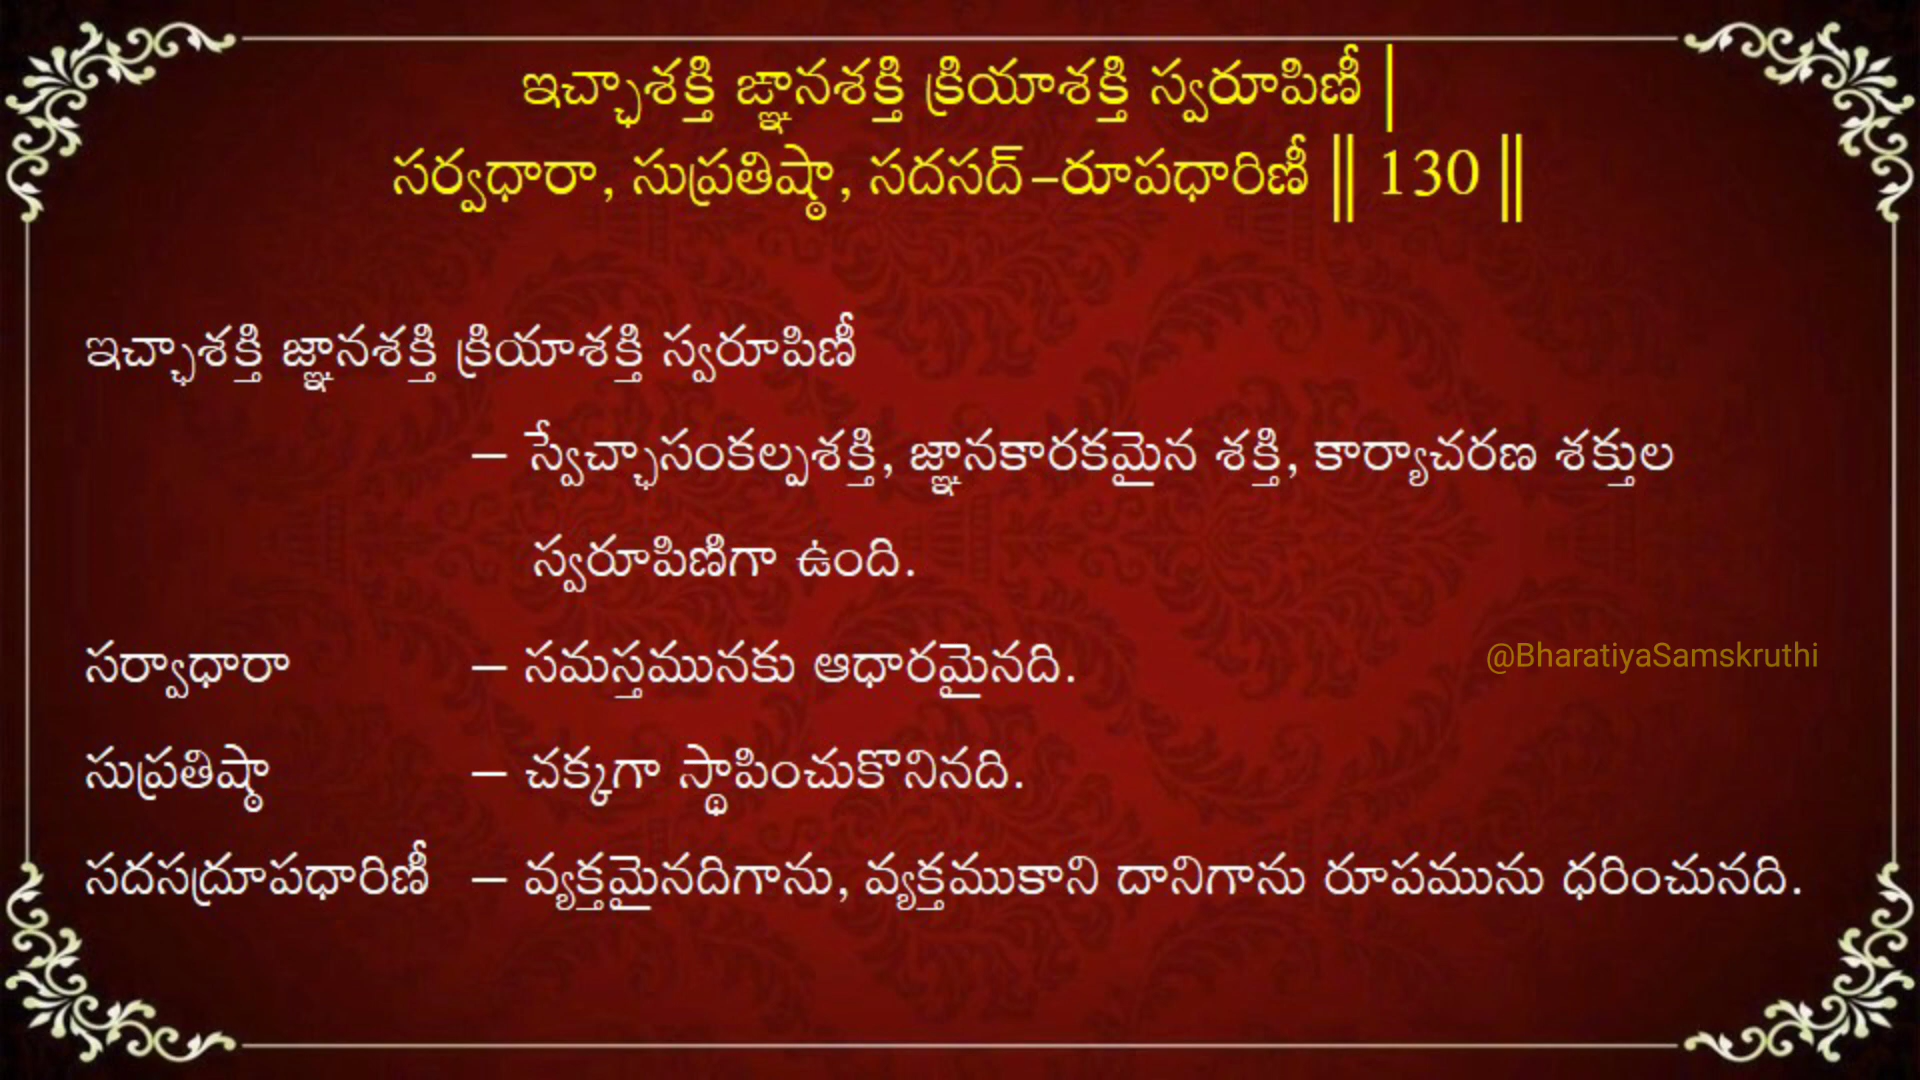 ఇచ్ఛాశక్తి జ్ఞానశక్తి క్రియాశక్తి స్వరూపిణీ |
సర్వధారా, సుప్రతిష్ఠా, సదసద్-రూపధారిణీ || 130 ||
ఇచ్ఛాశక్తి జ్ఞానశక్తి క్రియాశక్తి స్వరూపిణీ
– స్వేచ్ఛాసంకల్పశక్తి, జ్ఞానకారకమైన శక్తి, కార్యాచరణ శక్తుల
స్వరూపిణిగా ఉంది.
సర్వాధారా – సమస్తమునకు ఆధారమైనది.
@BharatiyaSamskruthi
సుప్రతిష్ఠా – చక్కగా స్థాపించుకొనినది.
సదసద్రూపధారిణీ – వ్యక్తమైనదిగాను, వ్యక్తముకాని దానిగాను రూపమును ధరించునది.